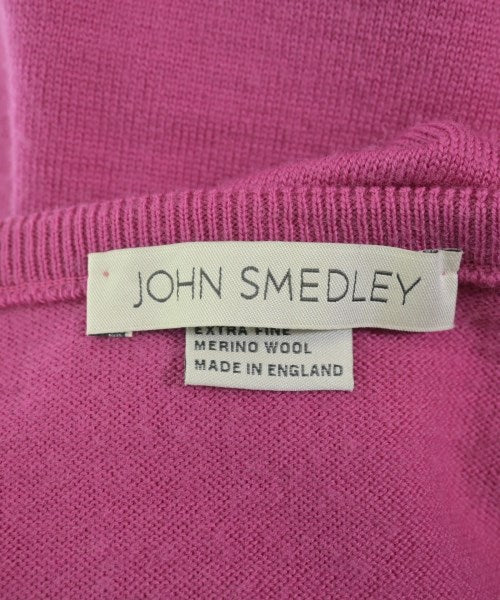 JOHN SMEDLEY
EXTRA FINE
MERINO WOOL
MADE IN ENGLAND